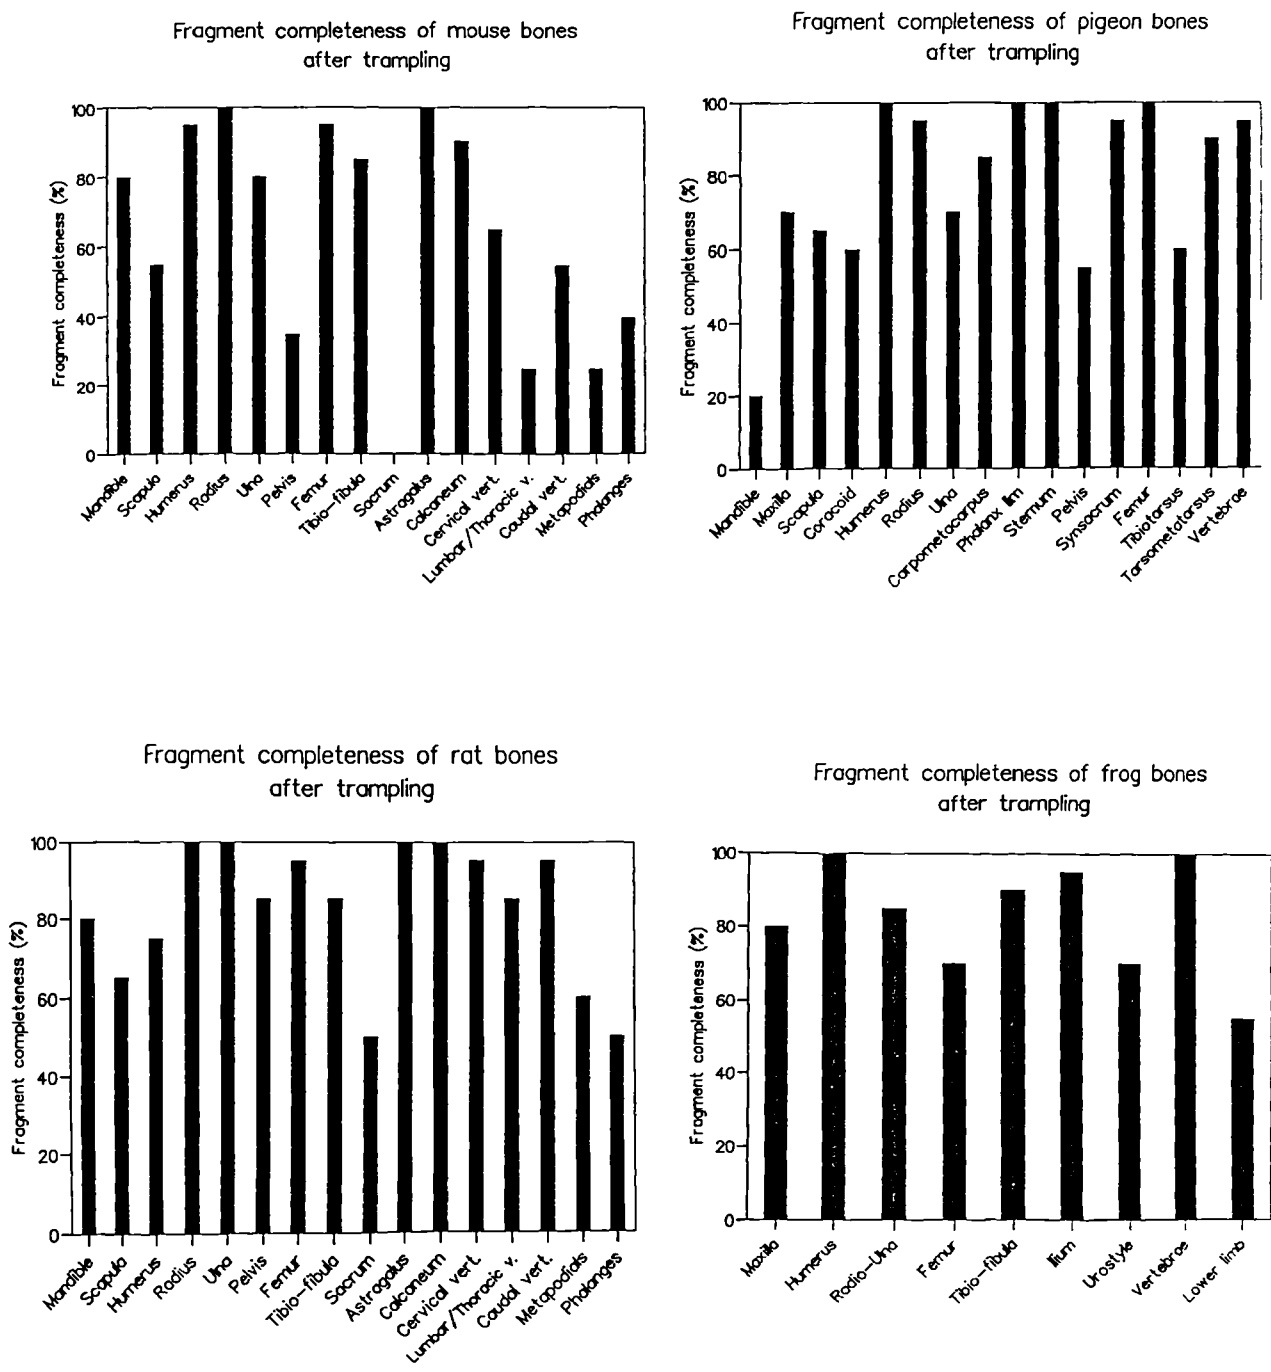 Fragment completeness of mouse bones
after trampling
Fragment completeness (%)
100
80
60
40
20
0
Mandible
Scapula
Humerus
Radius
Ulna
Pelvis
Femur
Tibio-fibula
Sacrum
Astragalus
Calcaneum
Cervical vert.
Lumbar/Thoracic v.
Caudal vert.
Metapodials
Phalanges
Fragment completeness of pigeon bones
after trampling
Fragment completeness (%)
100
80
60
40
20
0
Mandible
Maxilla
Scapula
Coracoid
Humerus
Radius
Ulna
Carpometacarpus
Phalanx IIm
Sternum
Pelvis
Synsacrum
Femur
Tibiotarsus
Tarsometatarsus
Vertebrae
Fragment completeness of rat bones
after trampling
Fragment completeness (%)
100
80
60
40
20
0
Mandible
Scapula
Humerus
Radius
Ulna
Pelvis
Femur
Tibio-fibula
Sacrum
Astragalus
Calcaneum
Cervical vert.
Lumbar/Thoracic v.
Caudal vert.
Metapodials
Phalanges
Fragment completeness of frog bones
after trampling
Fragment completeness (%)
100
80
60
40
20
0
Maxilla
Humerus
Radio-Ulna
Femur
Tibio-fibula
Ilium
Urostyle
Vertebrae
Lower limb